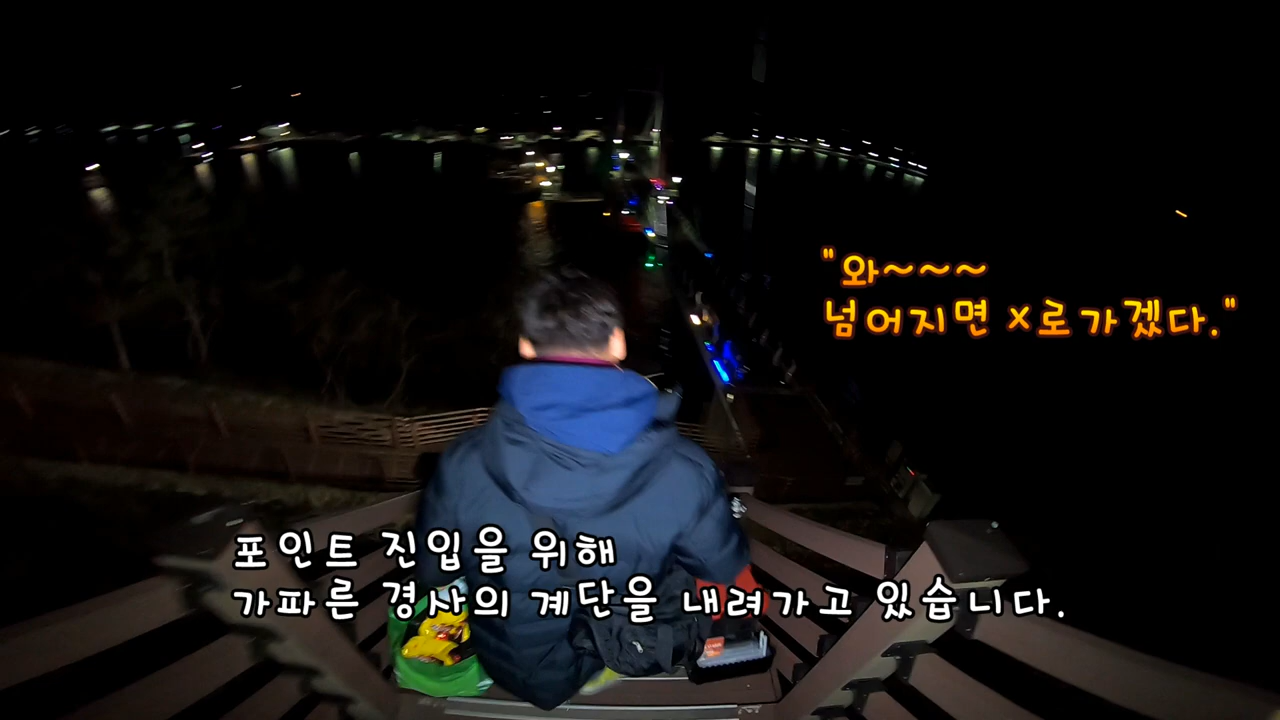 "와~~~
넘어지면 x로가겠다."
포인트 진입을 위해
가파른 경사의 계단을 내려가고 있습니다.